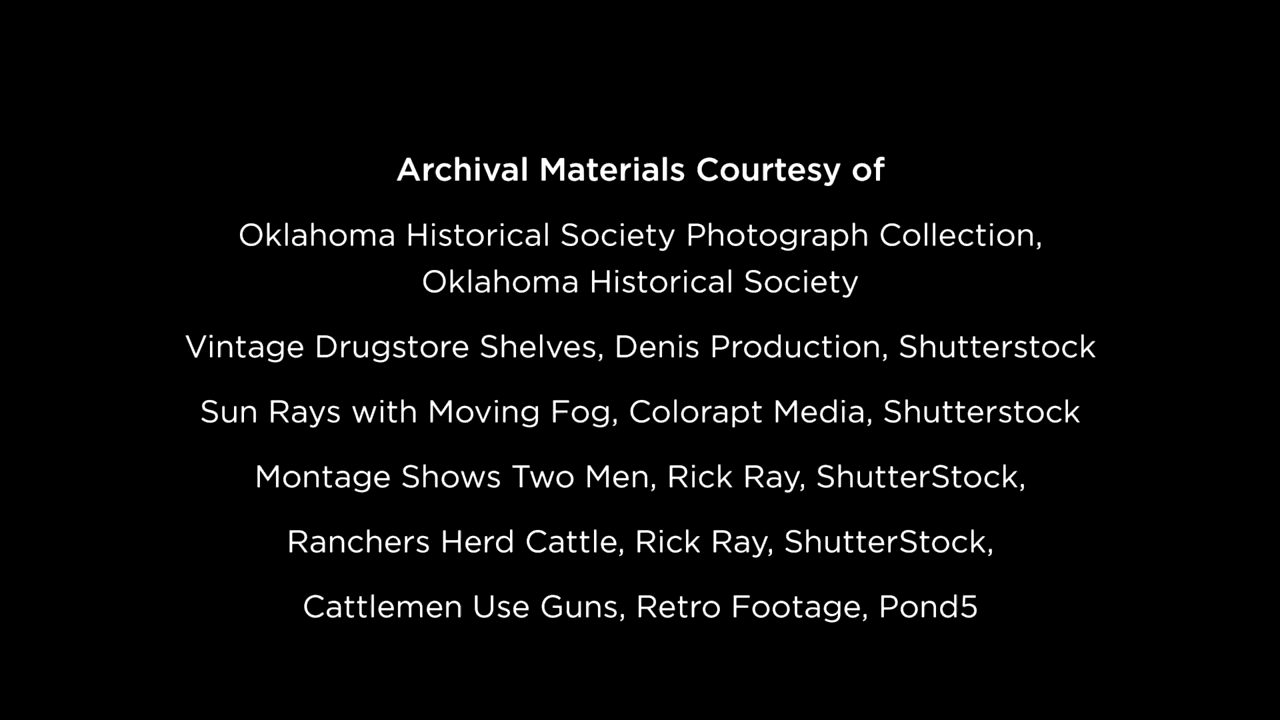 Archival Materials Courtesy of
Oklahoma Historical Society Photograph Collection,
Oklahoma Historical Society
Vintage Drugstore Shelves, Denis Production, Shutterstock
Sun Rays with Moving Fog, Colorapt Media, Shutterstock
Montage Shows Two Men, Rick Ray, ShutterStock,
Ranchers Herd Cattle, Rick Ray, ShutterStock,
Cattlemen Use Guns, Retro Footage, Pond5